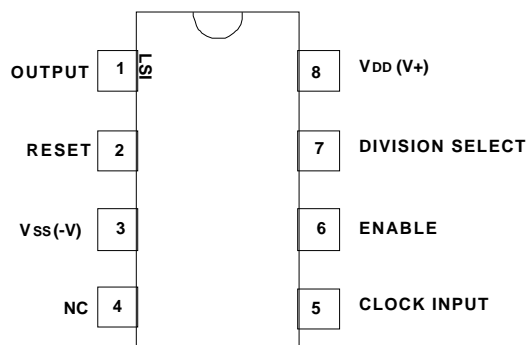 OUTPUT 1 LSI 8 VDD (V+)
RESET 2 7 DIVISION SELECT
VSS(-V) 3 6 ENABLE
NC 4 5 CLOCK INPUT